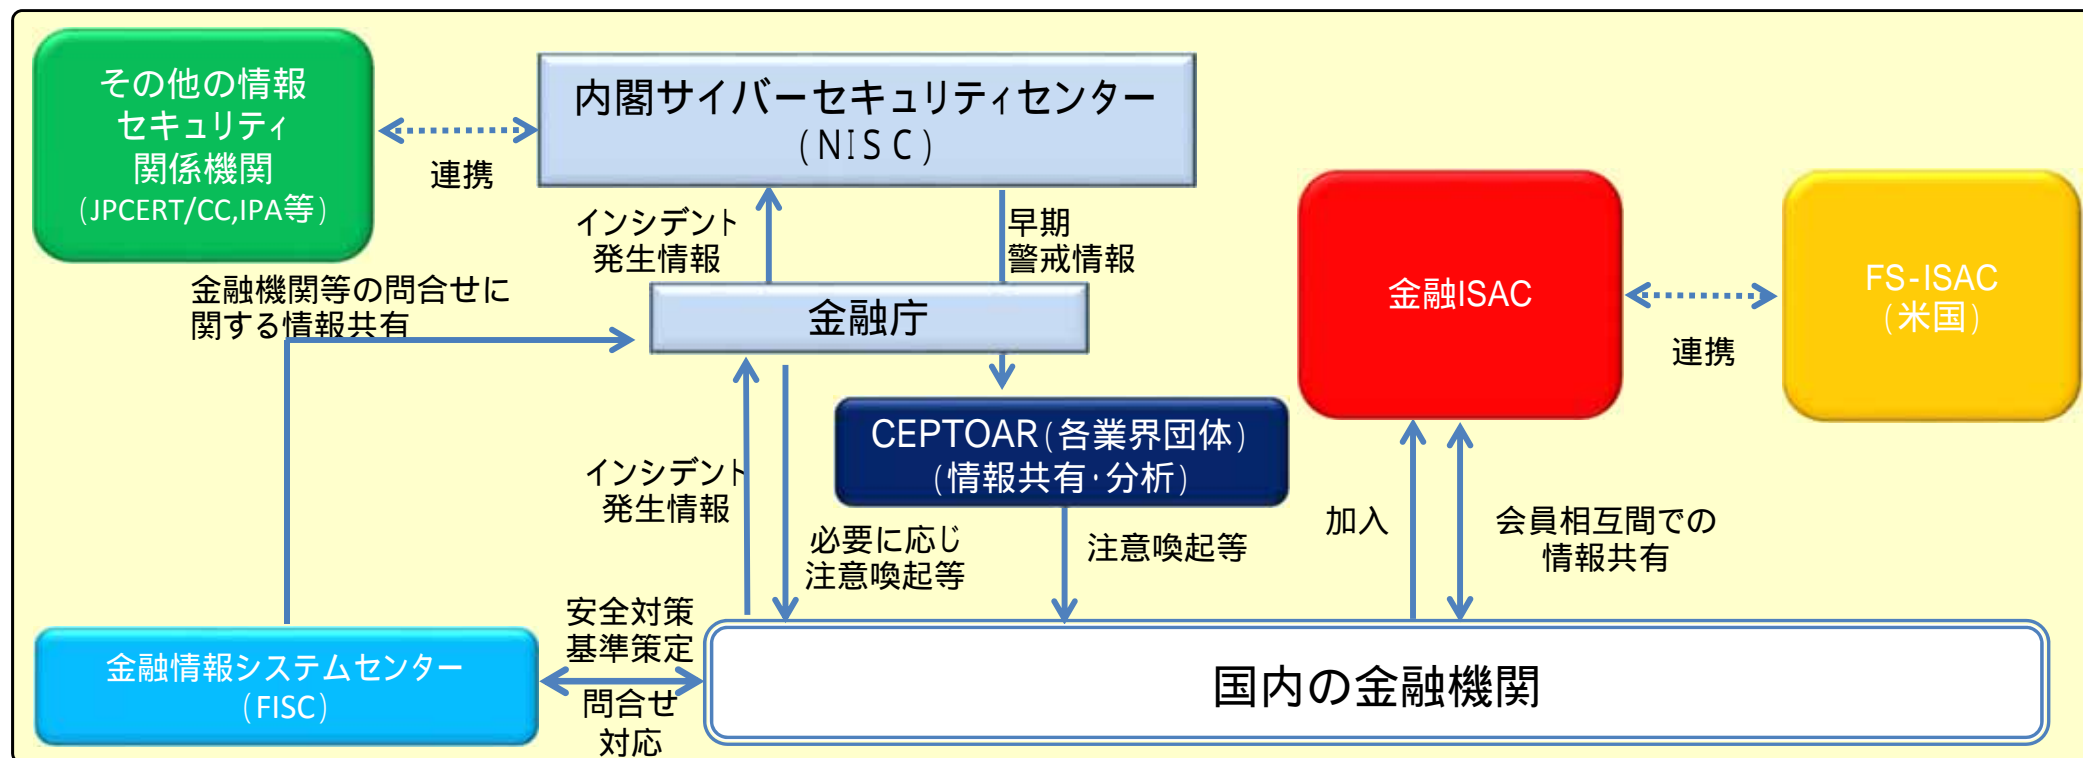 その他の情報
セキュリティ
関係機関
(JPCERT/CC,IPA等)
連携
内閣サイバーセキュリティセンター
(NISC)
インシデント
発生情報
早期
警戒情報
金融機関等の問合せに
関する情報共有
金融庁
金融ISAC
連携
FS-ISAC
(米国)
CEPTOAR(各業界団体)
(情報共有・分析)
インシデント
発生情報
必要に応じ
注意喚起等
注意喚起等
加入
会員相互間での
情報共有
安全対策
基準策定
問合せ
対応
金融情報システムセンター
(FISC)
国内の金融機関